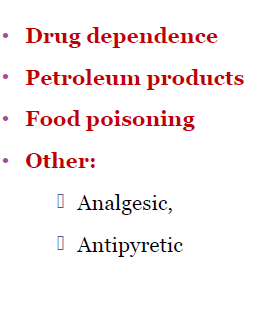 • Drug dependence
• Petroleum products
• Food poisoning
• Other:
▯ Analgesic,
▯ Antipyretic